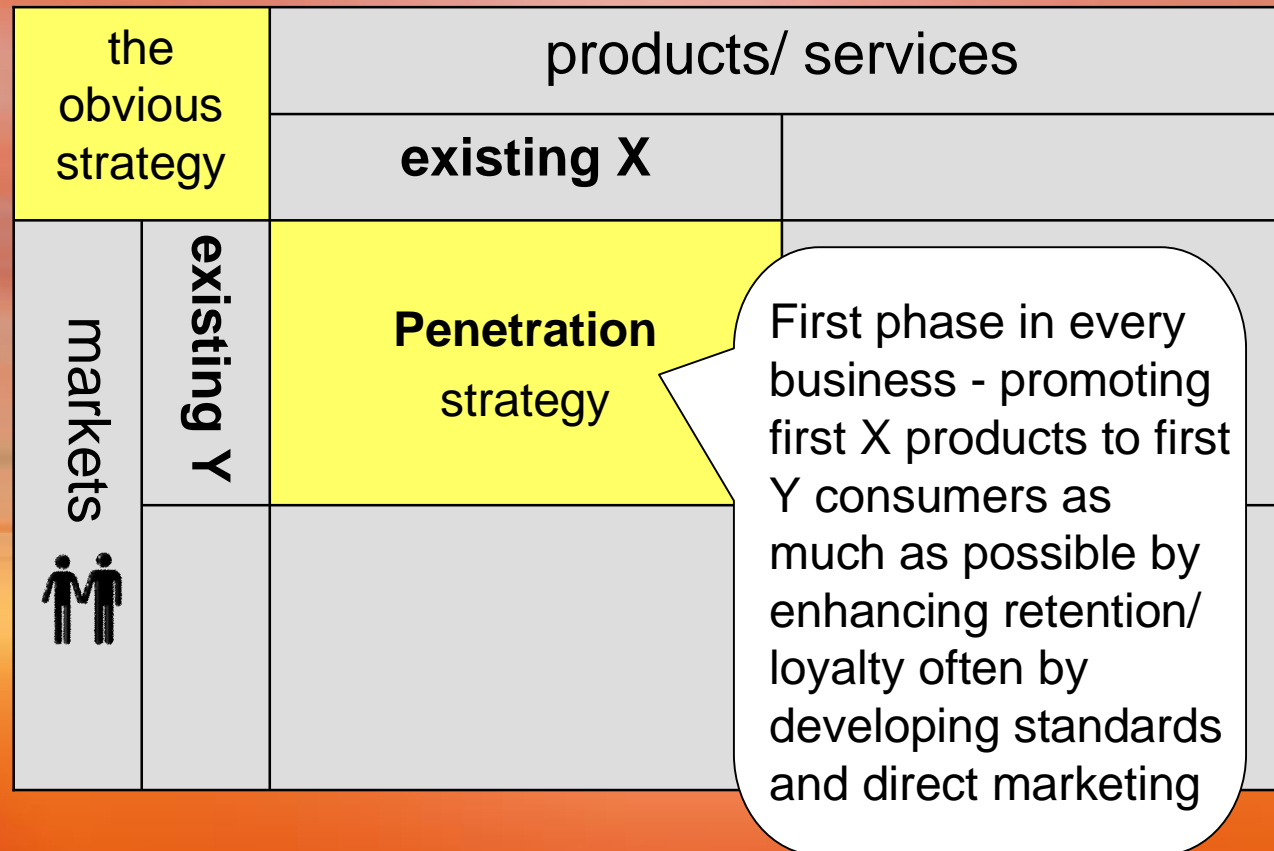 the
obvious
strategy
products/ services
existing X
markets
existing Y
Penetration
strategy
First phase in every
business - promoting
first X products to first
Y consumers as
much as possible by
enhancing retention/
loyalty often by
developing standards
and direct marketing